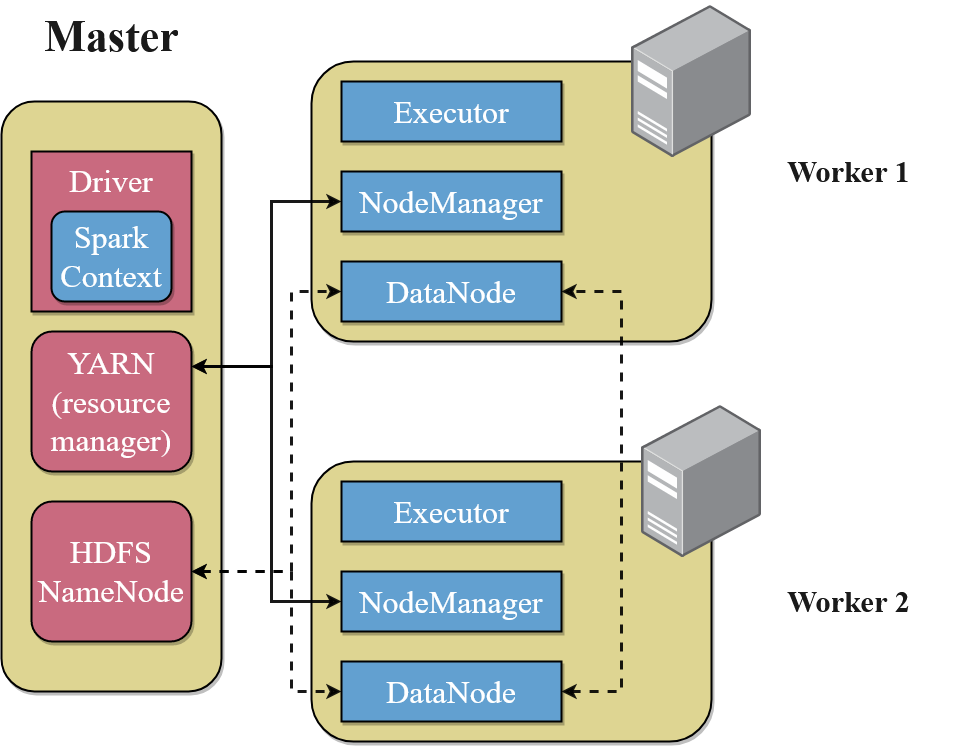 Master
Driver
Spark
Context
YARN
(resource
manager)
HDFS
NameNode
Executor
NodeManager
DataNode
Worker 1
Executor
NodeManager
DataNode
Worker 2